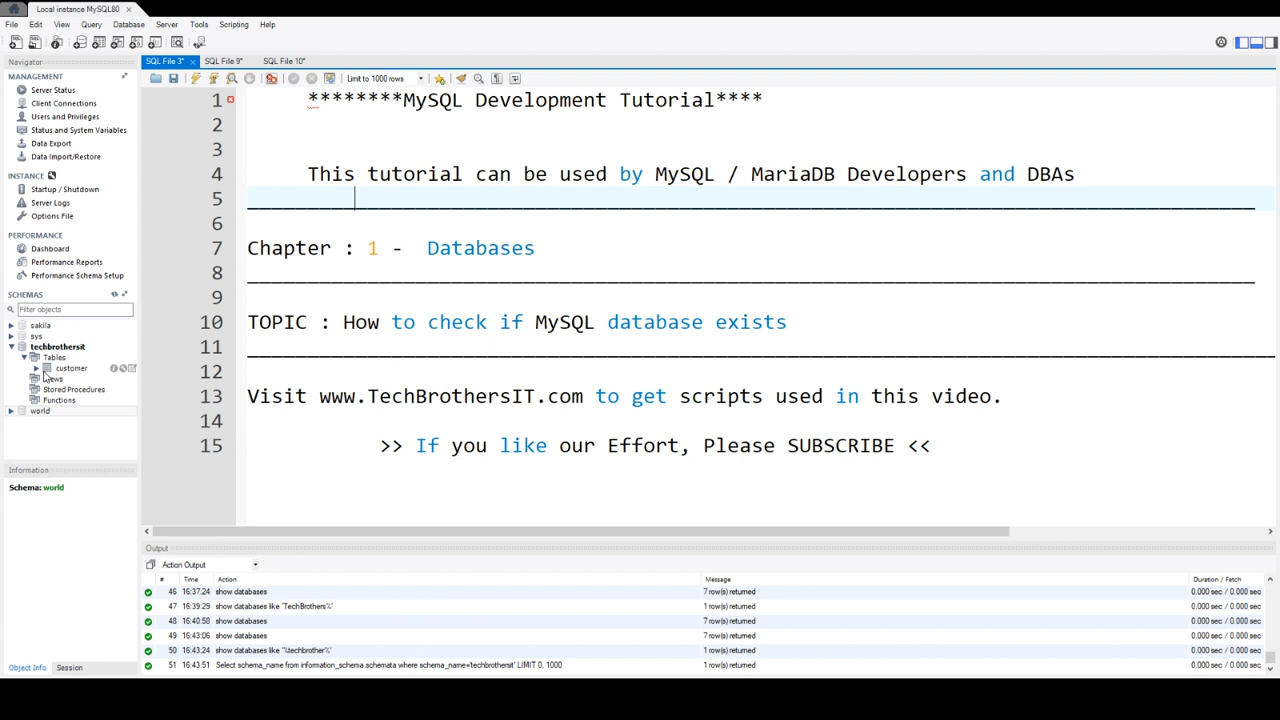 Local instance MySQL80 ×
File Edit View Query Database Server Tools Scripting Help
Navigator
MANAGEMENT
Server Status
Client Connections
Users and Privileges
Status and System Variables
Data Export
Data Import/Restore
INSTANCE
Startup / Shutdown
Server Logs
Options File
PERFORMANCE
Dashboard
Performance Reports
Performance Schema Setup
SCHEMAS
Filter objects
sakila
sys
techbrothersit
Tables
customer
Stored Procedures
Functions
world
Information
Schema: world
Object Info Session
SQL File 3* × SQL File 9* SQL File 10*
Limit to 1000 rows
1 ********MySQL Development Tutorial****
2
3
4 This tutorial can be used by MySQL / MariaDB Developers and DBAs
5
6
7 Chapter : 1 - Databases
8
9
10 TOPIC : How to check if MySQL database exists
11
12
13 Visit www.TechBrothersIT.com to get scripts used in this video.
14
15 >> If you like our Effort, Please SUBSCRIBE <<
Output
Action Output
# Time Action Message Duration / Fetch
46 16:37:24 show databases 7 row(s) returned 0.000 sec / 0.000 sec
47 16:39:29 show databases like 'TechBrothers%' 1 row(s) returned 0.000 sec / 0.000 sec
48 16:40:58 show databases 7 row(s) returned 0.000 sec / 0.000 sec
49 16:43:06 show databases 7 row(s) returned 0.000 sec / 0.000 sec
50 16:43:24 show databases like '%techbrother%' 1 row(s) returned 0.000 sec / 0.000 sec
51 16:43:51 Select schema_name from information_schema.schemata where schema_name='techbrothersit' LIMIT 0, 1000 1 row(s) returned 0.000 sec / 0.000 sec